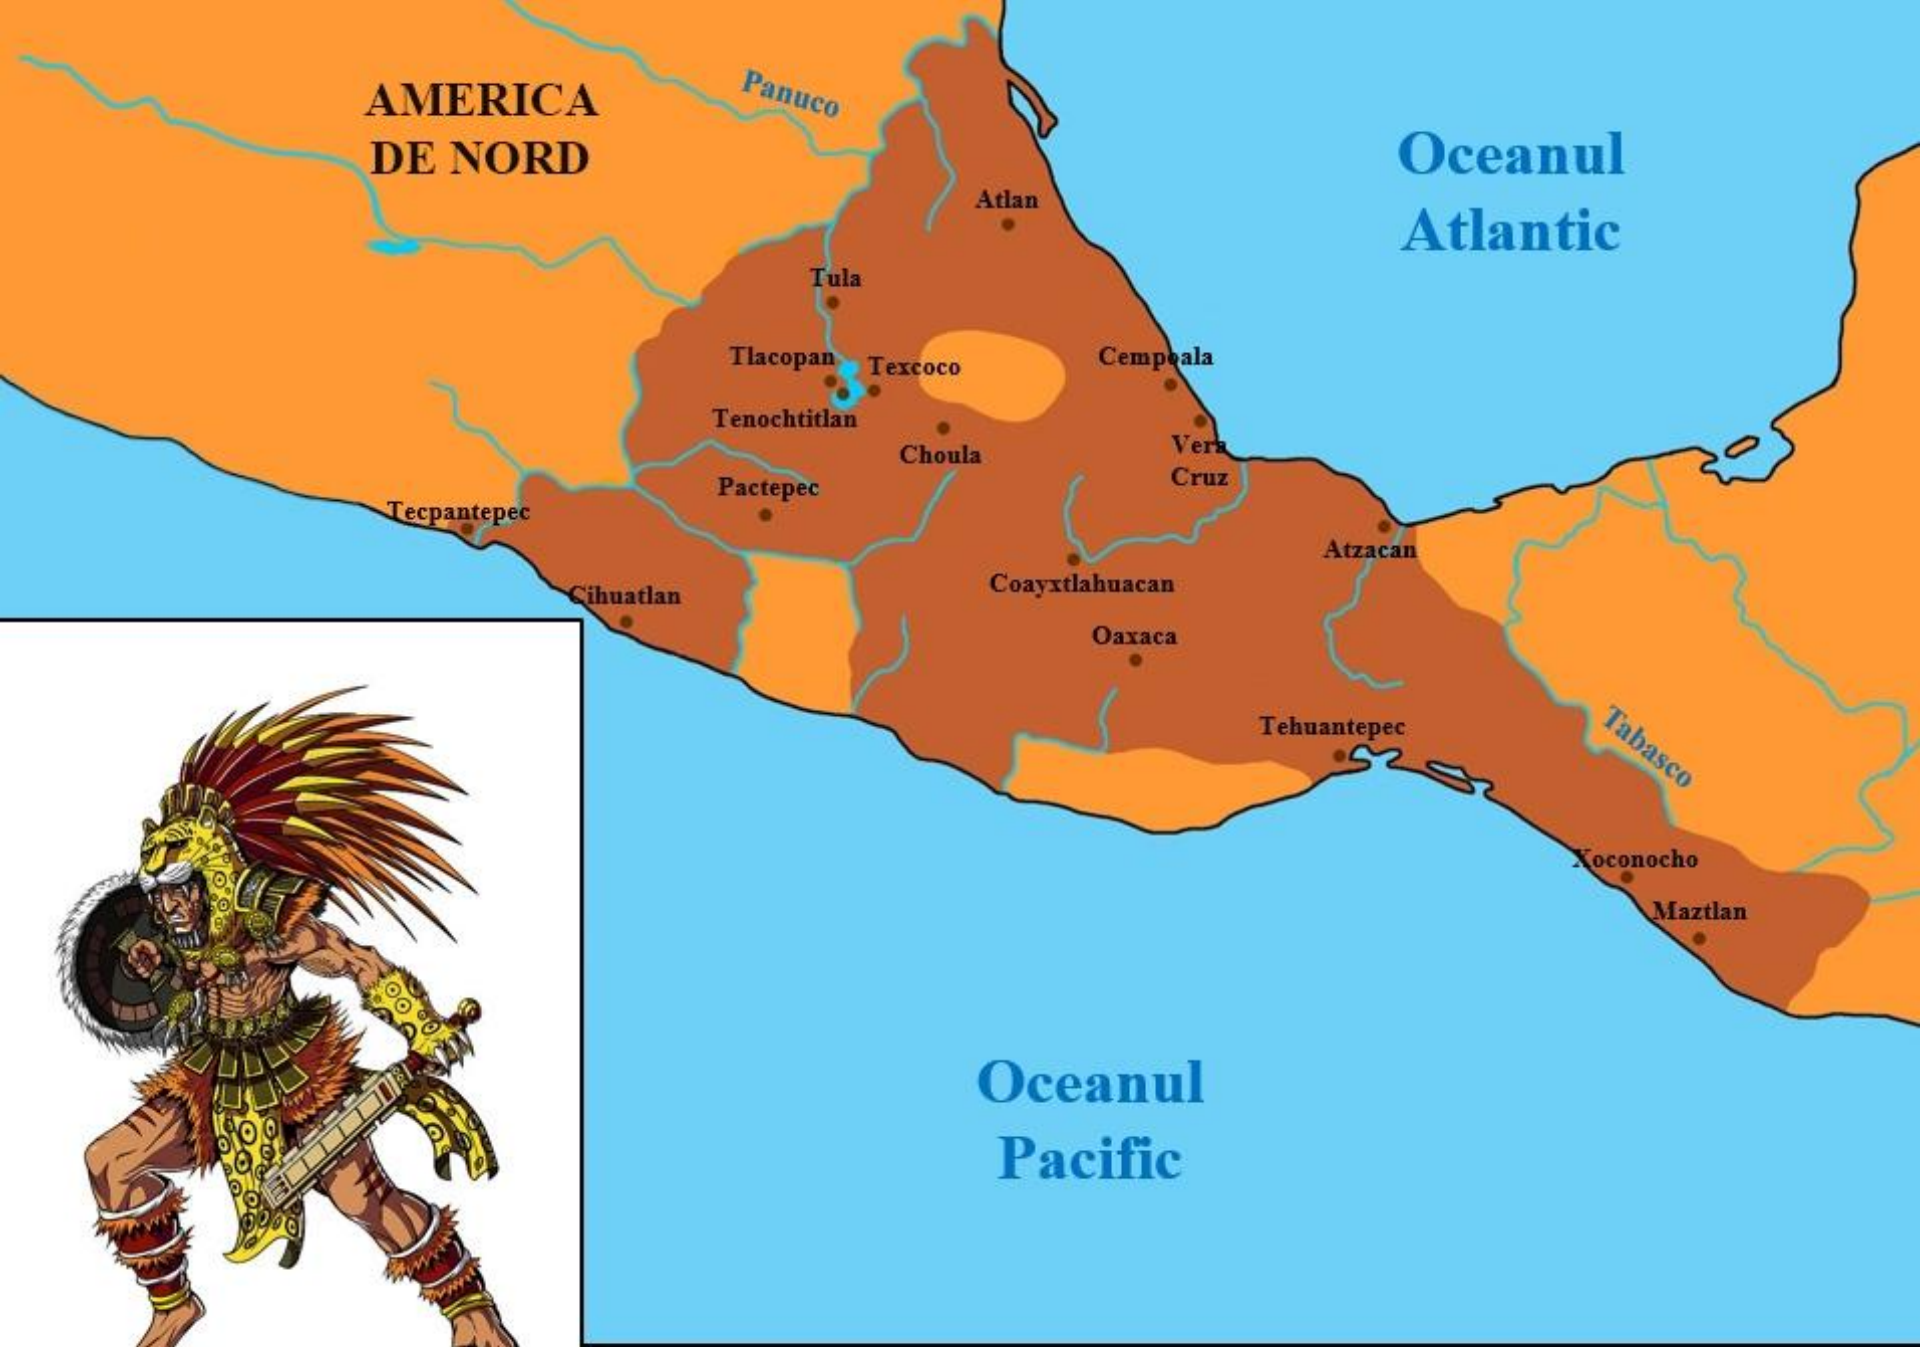 AMERICA
DE NORD
Panuco
Oceanul
Atlantic
Atlan
Tula
Tlacopan
Texcoco
Cempoala
Tenochtitlan
Choula
Vera
Cruz
Pactepec
Tecpantepec
Atzacan
Coayxtlahuacan
Cihuatlan
Oaxaca
Tehuantepec
Tabasco
Xoconocho
Maztlan
Oceanul
Pacific